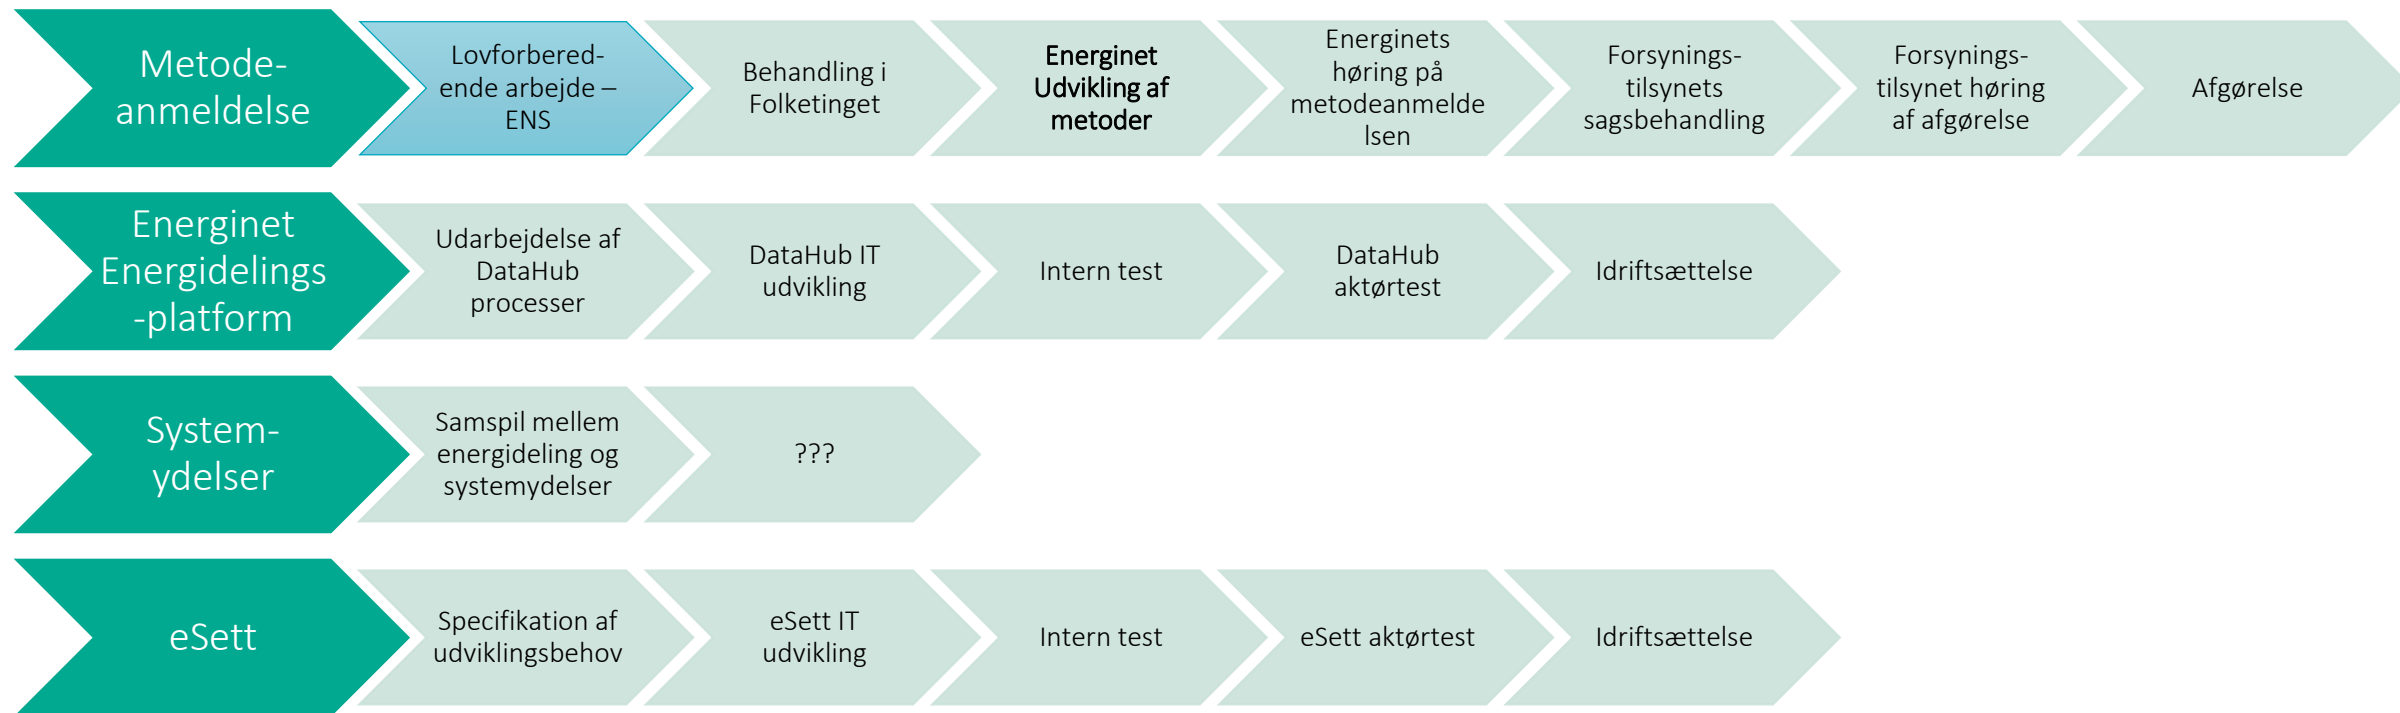 Metode-
anmeldelse
Lovforbered-
ende arbejde –
ENS
Behandling i
Folketinget
Energinet
Udvikling af
metoder
Energinets
høring på
metodeanmelde
lsen
Forsynings-
tilsynets
sagsbehandling
Forsynings-
tilsynet høring
af afgørelse
Afgørelse
Energinet
Energidelings
-platform
Udarbejdelse af
DataHub
processer
DataHub IT
udvikling
Intern test
DataHub
aktørtest
Idriftsættelse
System-
ydelser
Samspil mellem
energideling og
systemydelser
???
eSett
Specifikation af
udviklingsbehov
eSett IT
udvikling
Intern test
eSett aktørtest
Idriftsættelse